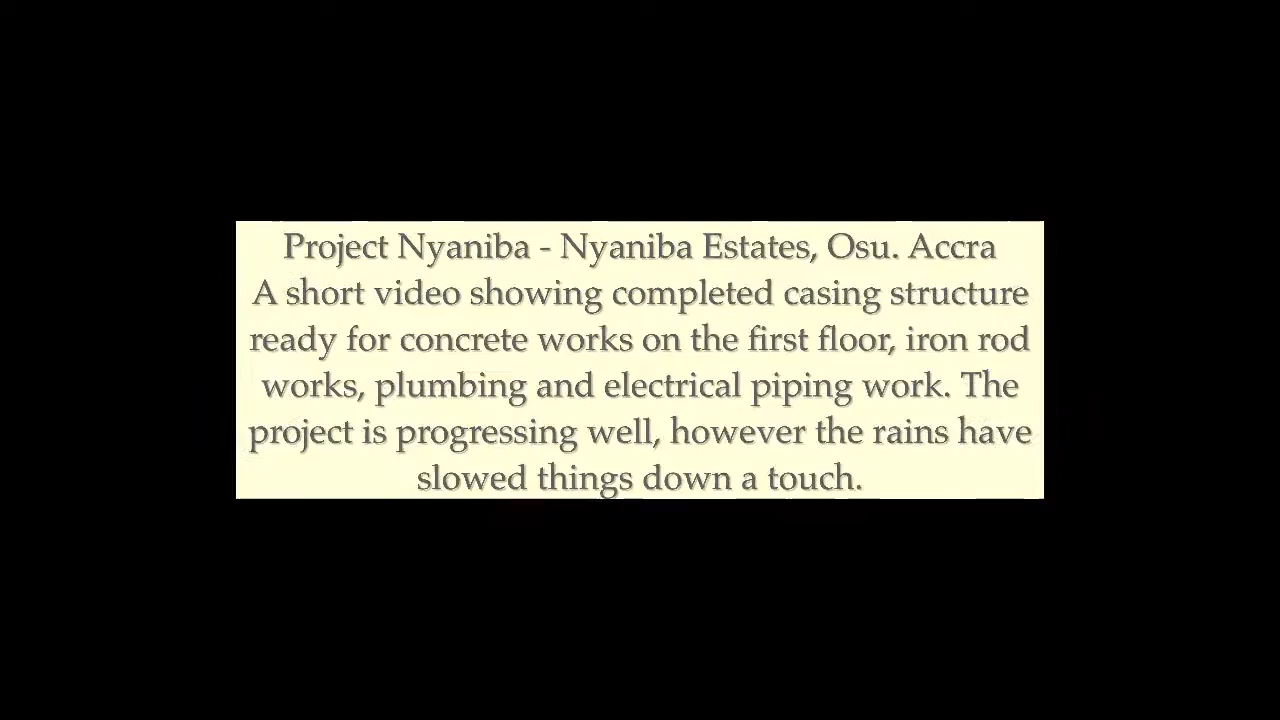 Project Nyaniba - Nyaniba Estates, Osu. Accra
A short video showing completed casing structure
ready for concrete works on the first floor, iron rod
works, plumbing and electrical piping work. The
project is progressing well, however the rains have
slowed things down a touch.